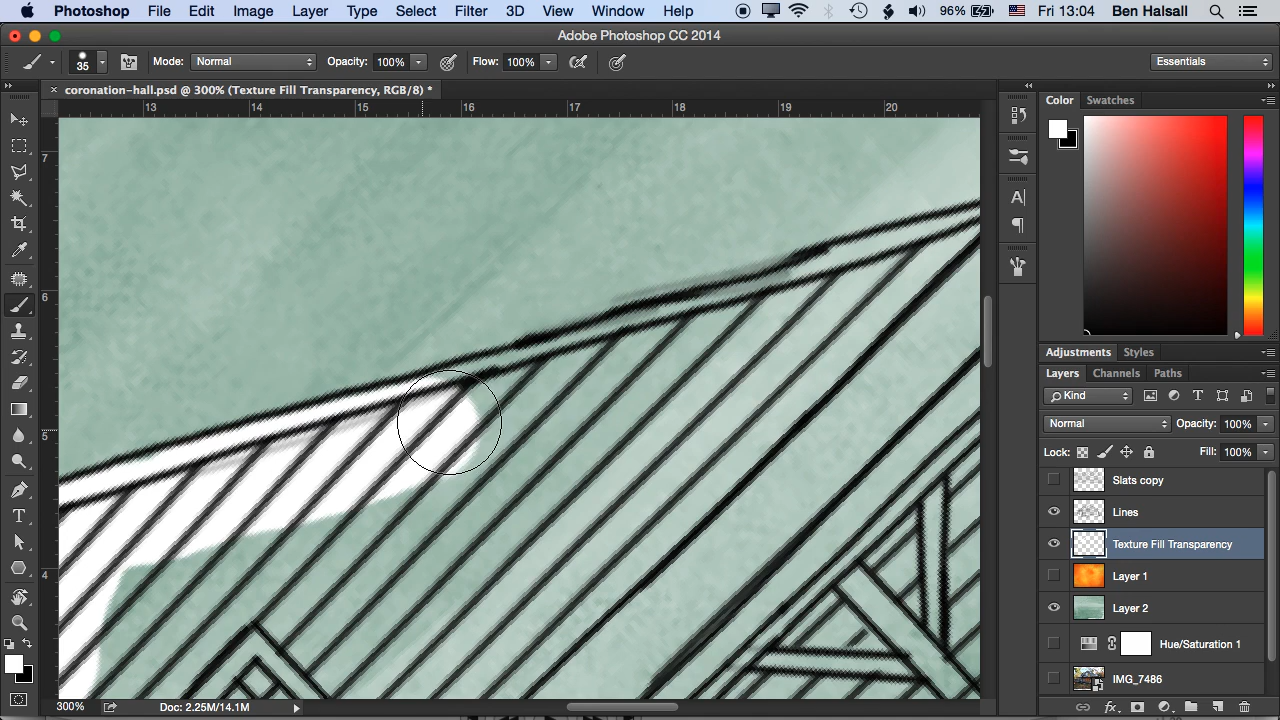 Photoshop File Edit Image Layer Type Select Filter 3D View Window Help 96% Fri 13:04 Ben Halsall
Adobe Photoshop CC 2014
35 Mode: Normal Opacity: 100% Flow: 100% Essentials
× coronation-hall.psd @ 300% (Texture Fill Transparency, RGB/8) *
13 14 15 16 17 18 19 20
7
6
5
4
Color Swatches
Adjustments Styles
Layers Channels Paths
Kind
Normal Opacity: 100%
Lock: Fill: 100%
Slats copy
Lines
Texture Fill Transparency
Layer 1
Layer 2
Hue/Saturation 1
IMG_7486
300% Doc: 2.25M/14.1M